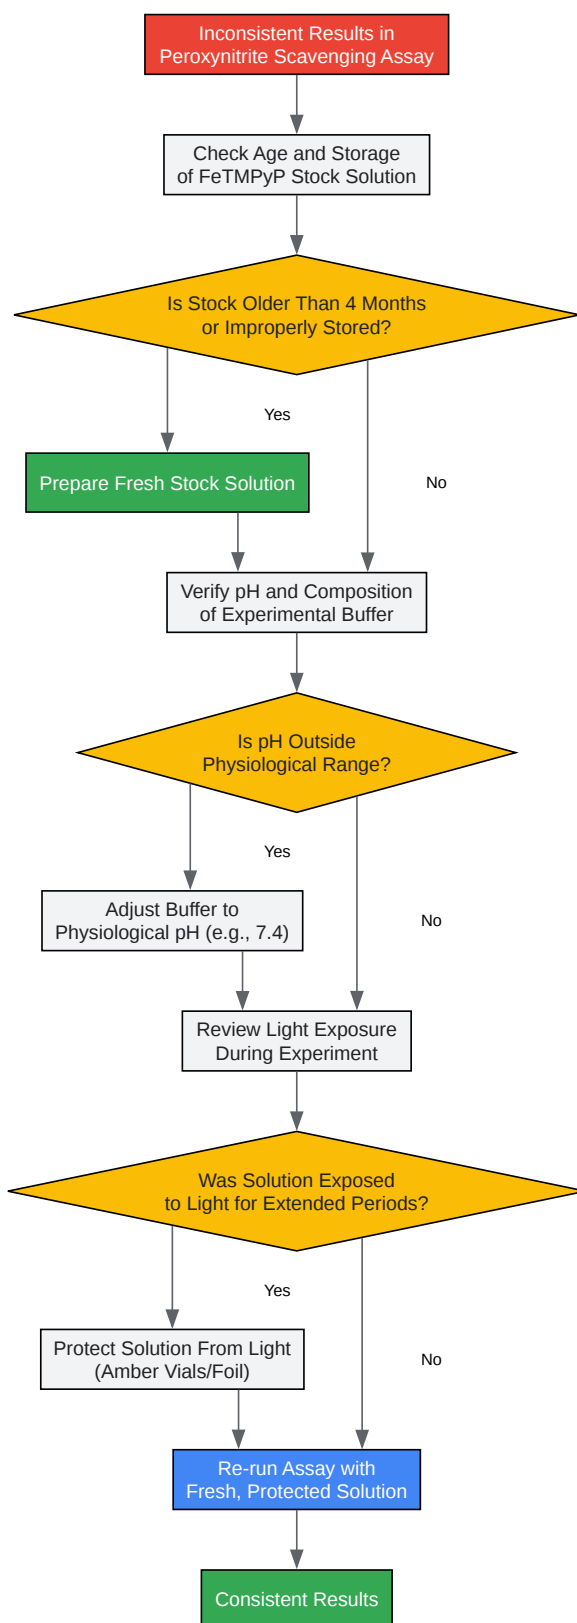 Inconsistent Results in
Peroxynitrite Scavenging Assay
Check Age and Storage
of FeTMPyP Stock Solution
Is Stock Older Than 4 Months
or Improperly Stored?
Yes
Prepare Fresh Stock Solution
No
Verify pH and Composition
of Experimental Buffer
Is pH Outside
Physiological Range?
Yes
Adjust Buffer to
Physiological pH (e.g., 7.4)
No
Review Light Exposure
During Experiment
Was Solution Exposed
to Light for Extended Periods?
Yes
Protect Solution From Light
(Amber Vials/Foil)
No
Re-run Assay with
Fresh, Protected Solution
Consistent Results